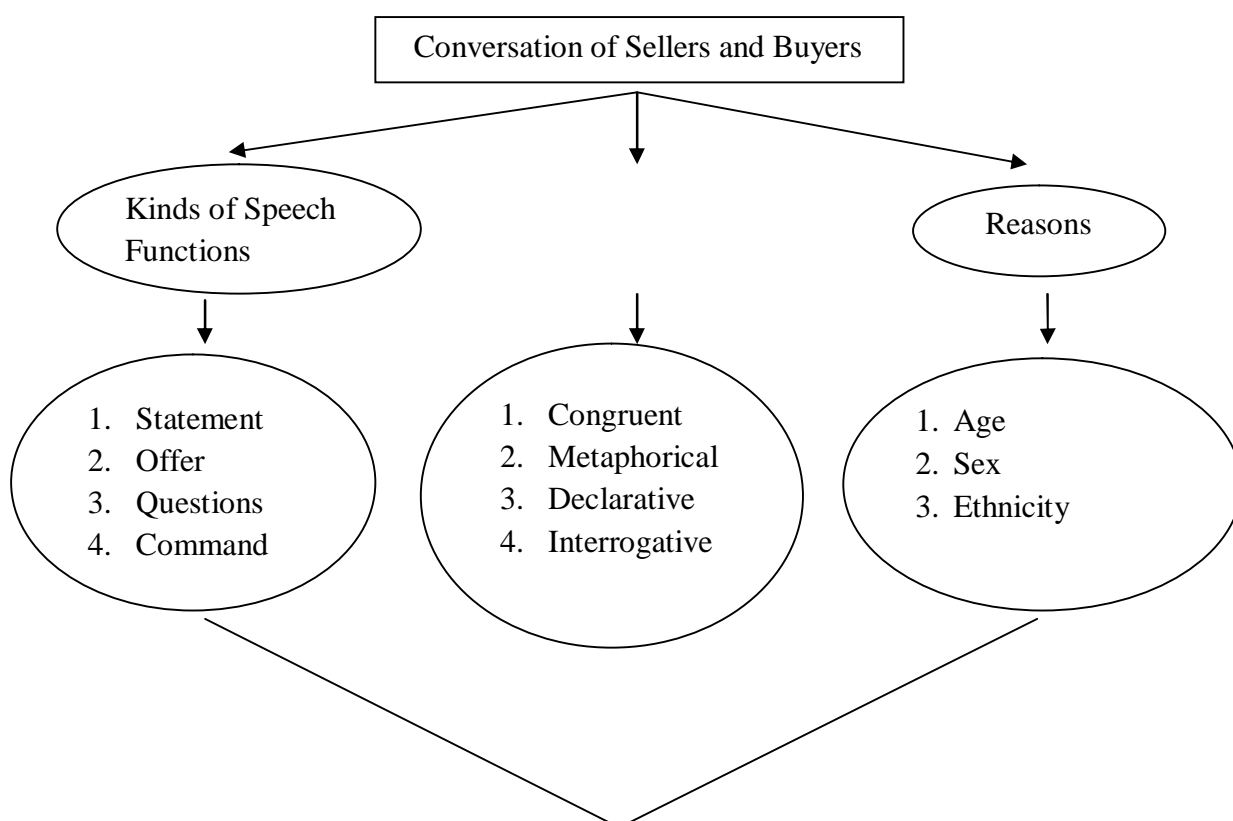 Conversation of Sellers and Buyers
Kinds of Speech
Functions
Reasons
1. Statement
2. Offer
3. Questions
4. Command
1. Congruent
2. Metaphorical
3. Declarative
4. Interrogative
1. Age
2. Sex
3. Ethnicity